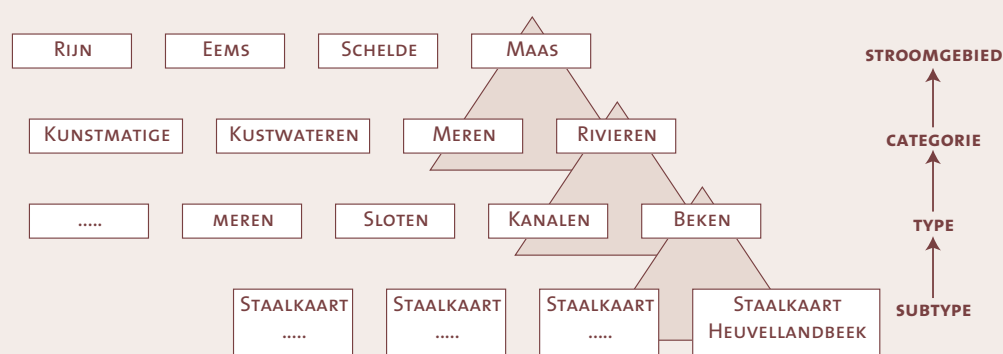 Rijn Eems Schelde Maas stroomgebied
Kunstmatige Kustwateren Meren Rivieren categorie
..... meren Sloten Kanalen Beken type
Staalkaart Staalkaart Staalkaart Staalkaart subtype
..... ..... ..... Heuvellandbeek